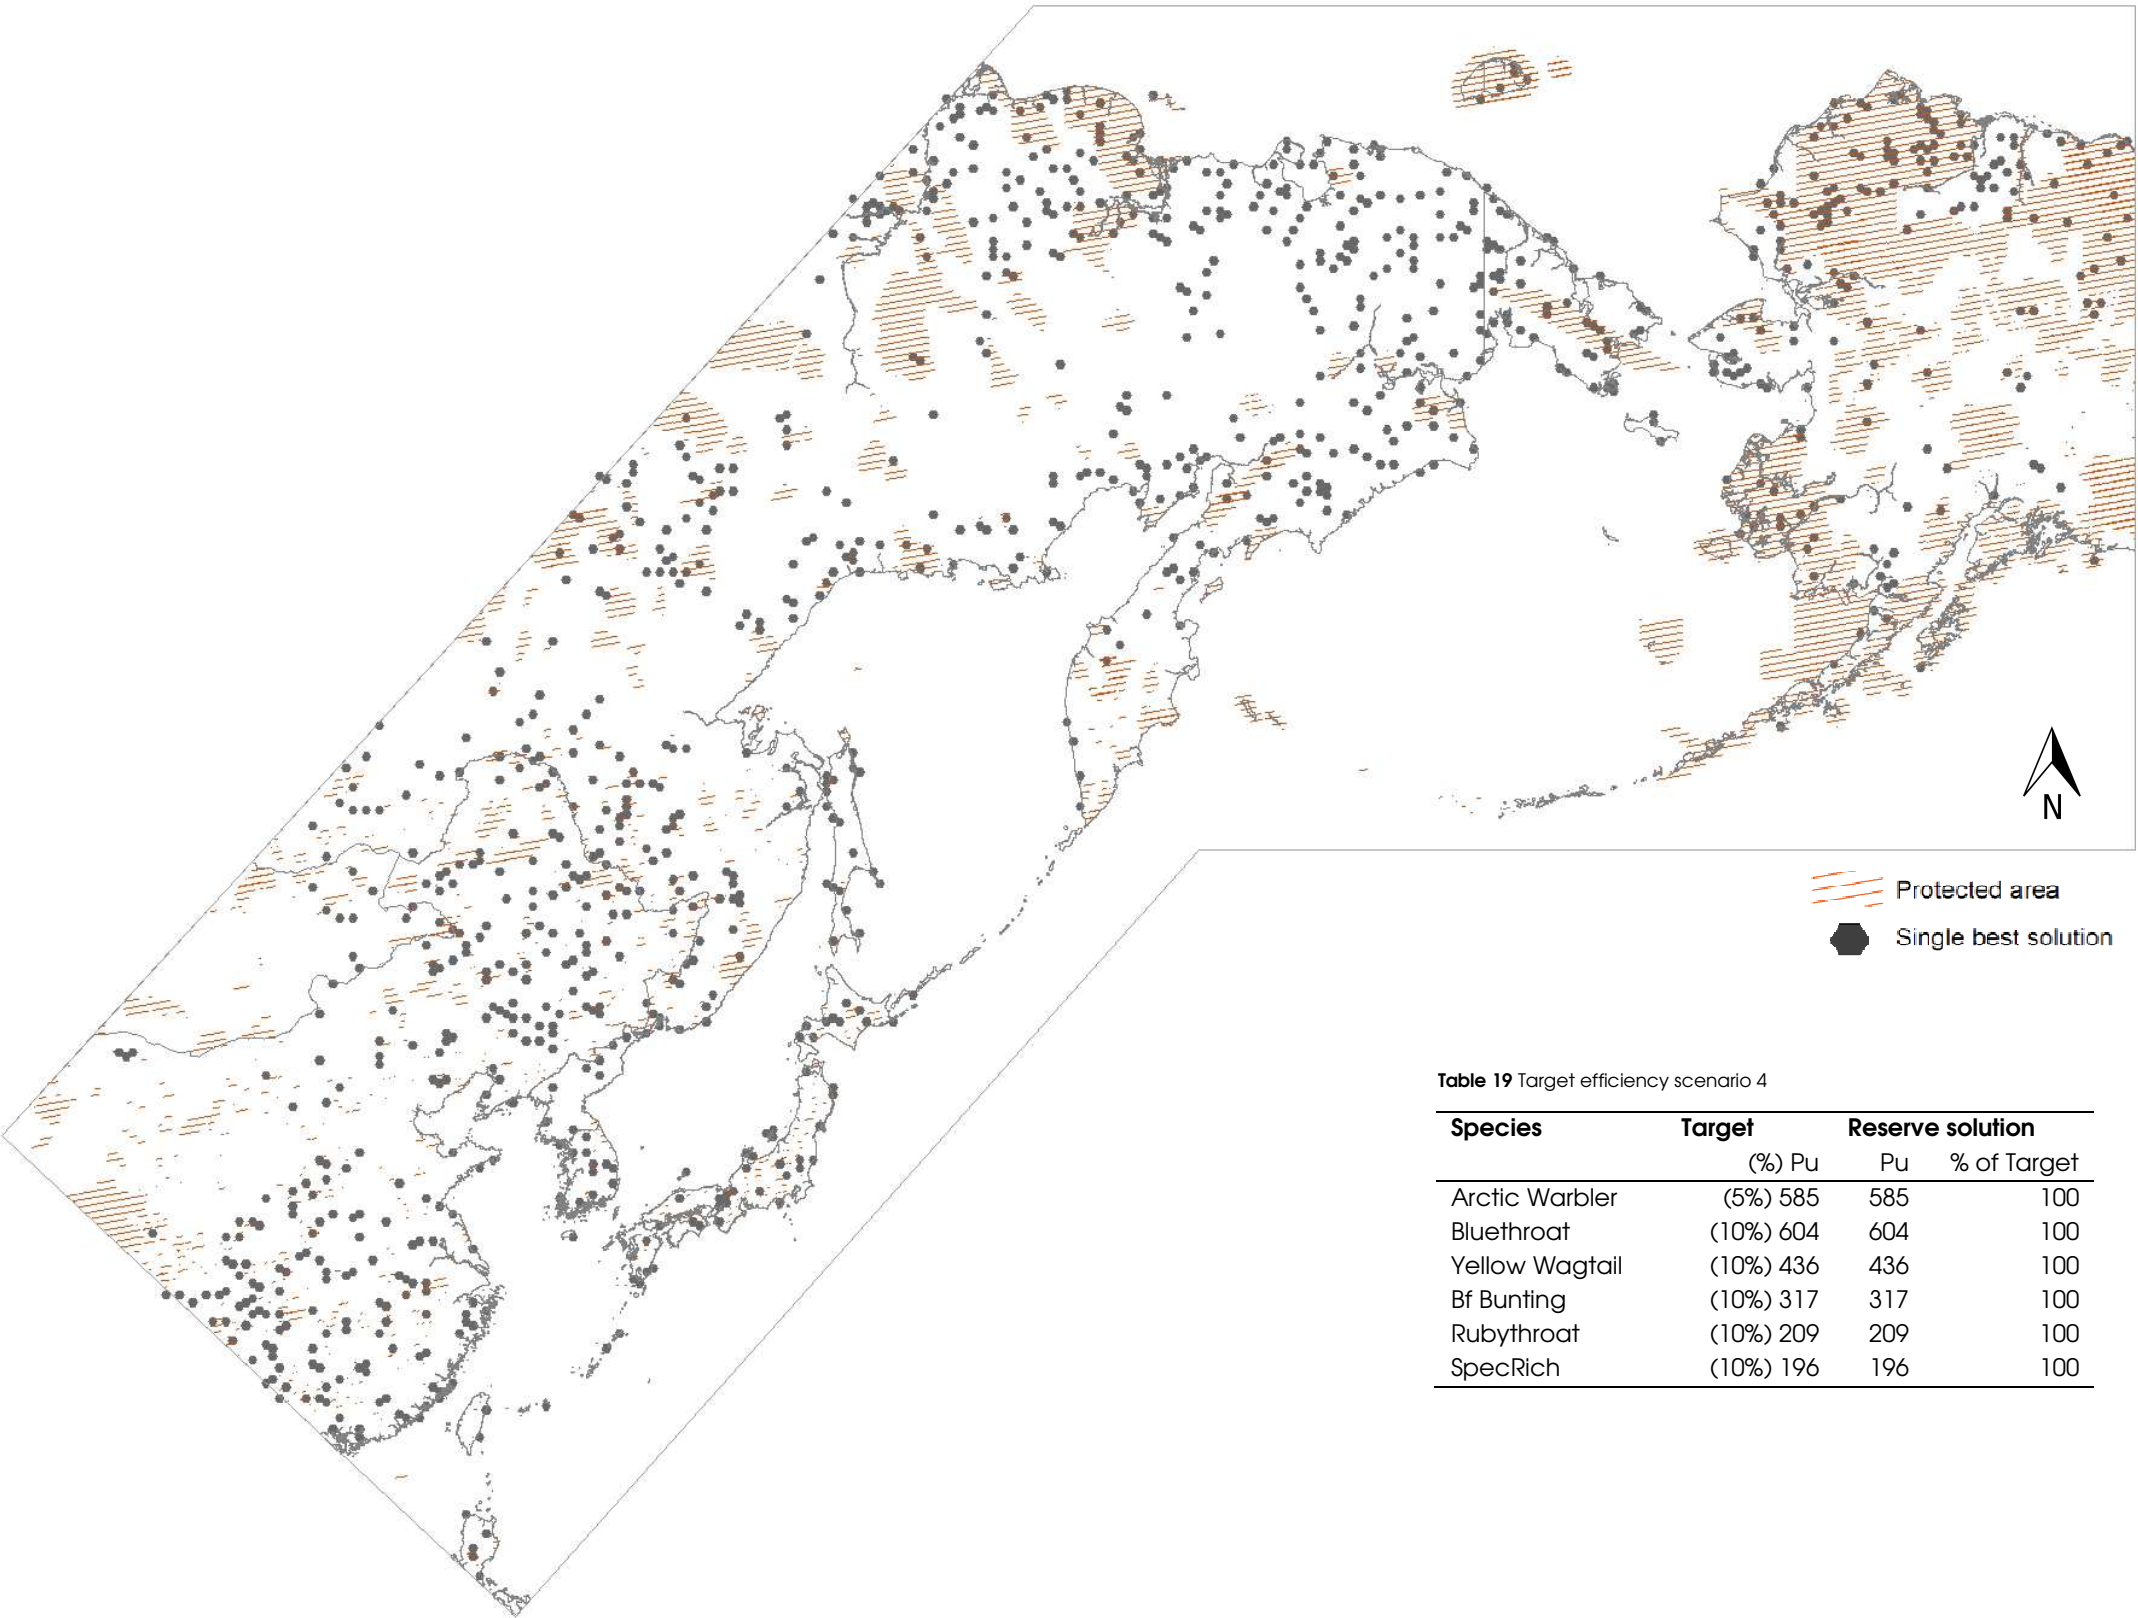 N
Protected area
Single best solution
Table 19 Target efficiency scenario 4
Species Target Reserve solution
(%) Pu Pu % of Target
Arctic Warbler (5%) 585 585 100
Bluethroat (10%) 604 604 100
Yellow Wagtail (10%) 436 436 100
Bf Bunting (10%) 317 317 100
Rubythroat (10%) 209 209 100
SpecRich (10%) 196 196 100